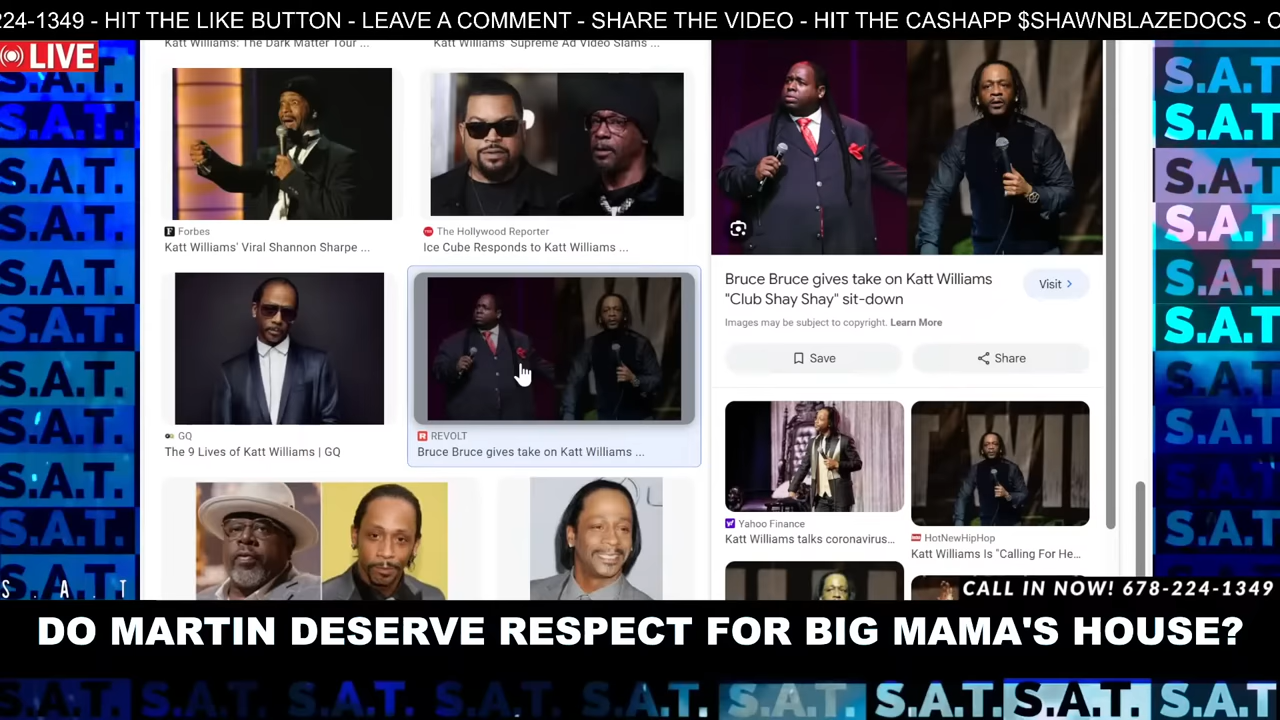 24-1349 - HIT THE LIKE BUTTON - LEAVE A COMMENT - SHARE THE VIDEO - HIT THE CASHAPP $SHAWNBLAZEDOCS - C
LIVE
Katt Williams: The Dark Matter Tour ...
Katt Williams' Supreme Ad Video Slams ...
Forbes
Katt Williams' Viral Shannon Sharpe ...
The Hollywood Reporter
Ice Cube Responds to Katt Williams ...
Bruce Bruce gives take on Katt Williams
"Club Shay Shay" sit-down
Visit
Images may be subject to copyright. Learn More
Save
Share
GQ
The 9 Lives of Katt Williams | GQ
REVOLT
Bruce Bruce gives take on Katt Williams ...
Yahoo Finance
Katt Williams talks coronavirus...
HotNewHipHop
Katt Williams Is "Calling For He...
S.A.T.
S.A.T.
S.A.T.
S.A.T.
S.A.T.
S.A.T.
S.A.T.
S.A.T.
S.A.T.
S.A.T.
S.A.T.
S.A.T
S.A.T
S.A.T
S.A.T
S.A.T
S.A.T
S.A.T
S.A.T
S.A.T
S.A.T
S. A. T
CALL IN NOW! 678-224-1349
DO MARTIN DESERVE RESPECT FOR BIG MAMA'S HOUSE?
S.A.T. S.A.T. S.A.T. S.A.T. S.A.T. S.A.T. S.A.T. S.A.T. S.A.T